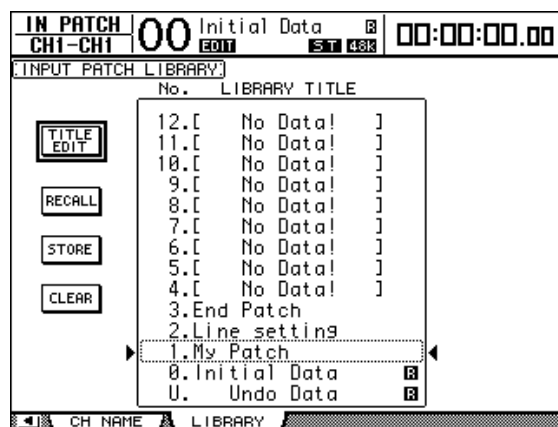 IN PATCH
CH1-CH1
00 Initial Data R
EDIT ST 48K
00:00:00.00
INPUT PATCH LIBRARY
No. LIBRARY TITLE
TITLE EDIT
RECALL
STORE
CLEAR
12.[ No Data! ]
11.[ No Data! ]
10.[ No Data! ]
9.[ No Data! ]
8.[ No Data! ]
7.[ No Data! ]
6.[ No Data! ]
5.[ No Data! ]
4.[ No Data! ]
3.End Patch
2.Line setting
1.My Patch
0.Initial Data R
U. Undo Data R
CH NAME
LIBRARY